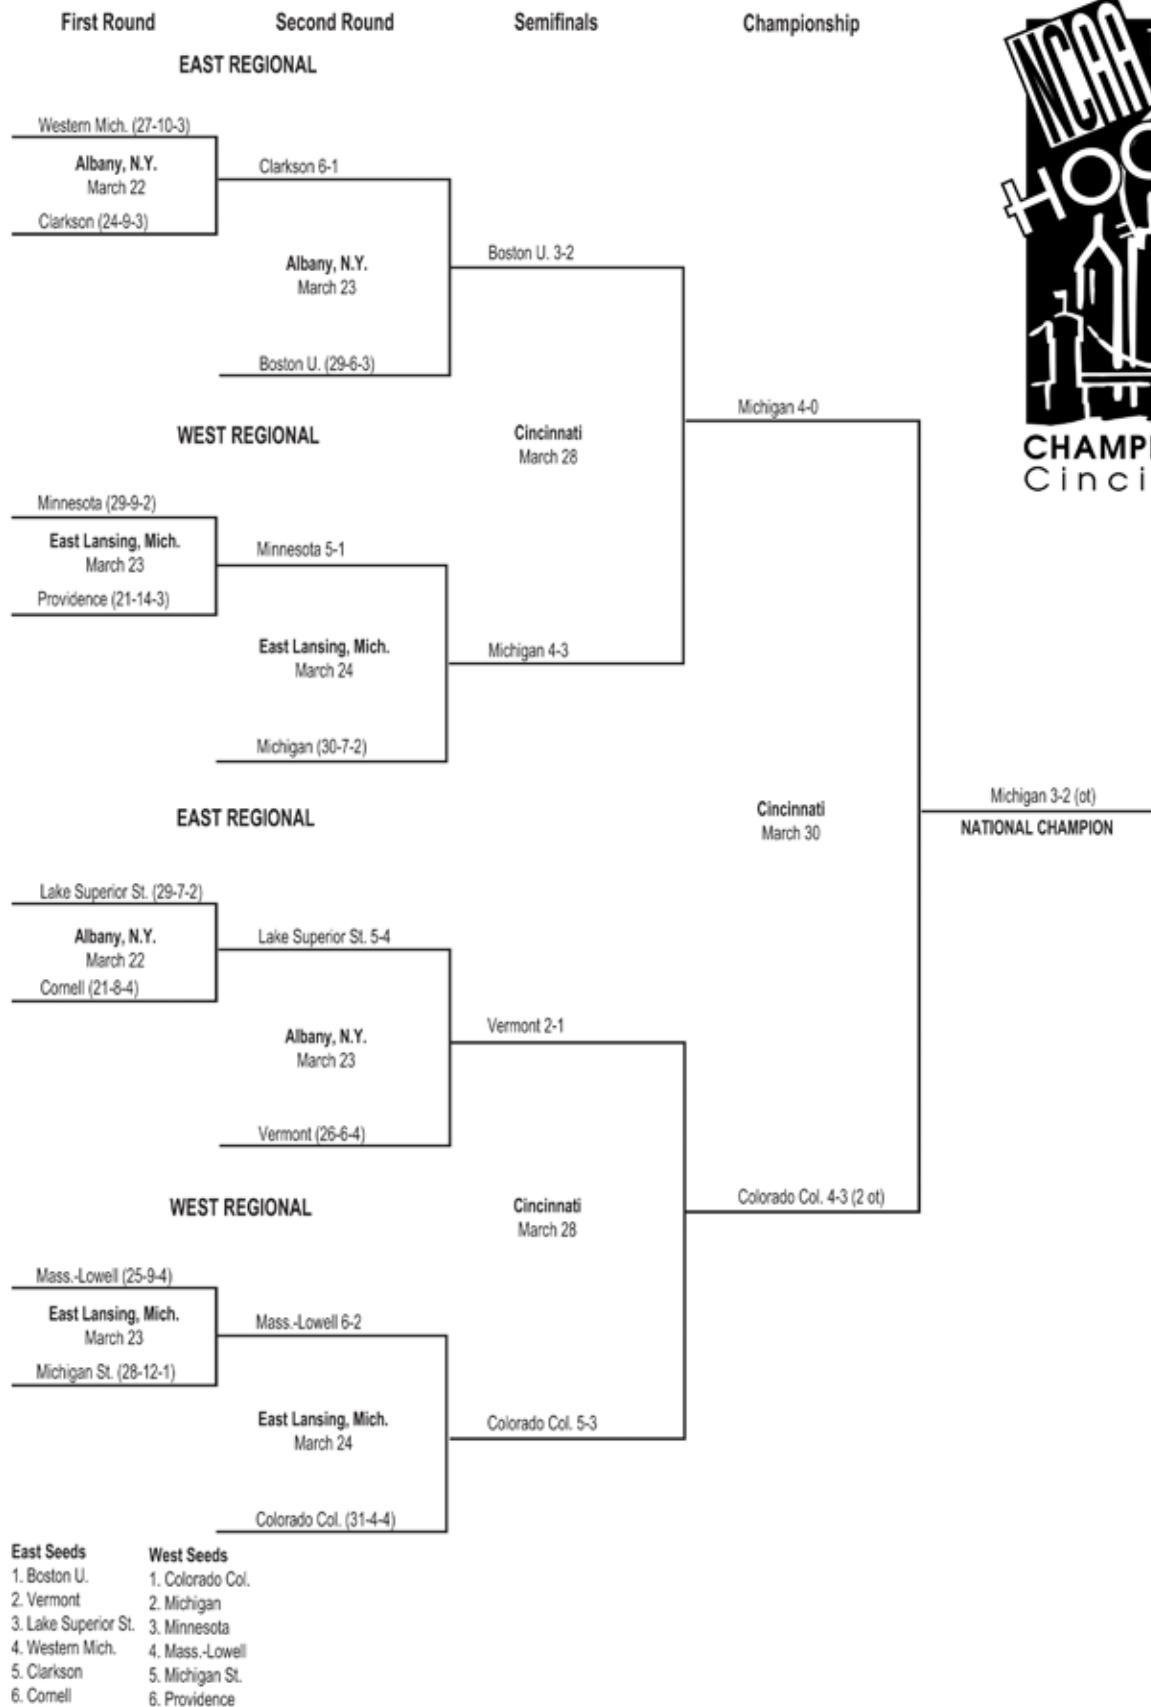 First Round Second Round Semifinals Championship
EAST REGIONAL
Western Mich. (27-10-3)
Albany, N.Y.
March 22
Clarkson (24-9-3)
Clarkson 6-1
Albany, N.Y.
March 23
Boston U. (29-6-3)
Boston U. 3-2
WEST REGIONAL
Minnesota (29-9-2)
East Lansing, Mich.
March 23
Providence (21-14-3)
Minnesota 5-1
East Lansing, Mich.
March 24
Michigan (30-7-2)
Michigan 4-3
Cincinnati
March 28
Michigan 4-0
EAST REGIONAL
Lake Superior St. (29-7-2)
Albany, N.Y.
March 22
Cornell (21-8-4)
Lake Superior St. 5-4
Albany, N.Y.
March 23
Vermont (26-6-4)
Vermont 2-1
WEST REGIONAL
Mass.-Lowell (25-9-4)
East Lansing, Mich.
March 23
Michigan St. (28-12-1)
Mass.-Lowell 6-2
East Lansing, Mich.
March 24
Colorado Col. (31-4-4)
Colorado Col. 5-3
Cincinnati
March 28
Colorado Col. 4-3 (2 ot)
Cincinnati
March 30
Michigan 3-2 (ot)
NATIONAL CHAMPION
East Seeds
1. Boston U.
2. Vermont
3. Lake Superior St.
4. Western Mich.
5. Clarkson
6. Cornell
West Seeds
1. Colorado Col.
2. Michigan
3. Minnesota
4. Mass.-Lowell
5. Michigan St.
6. Providence
NCAA